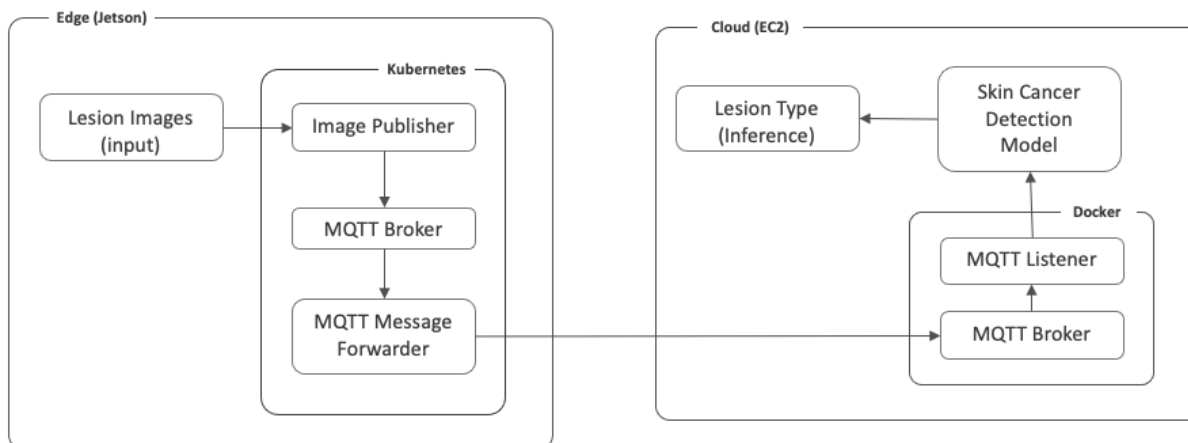 Edge (Jetson)
Kubernetes
Lesion Images
(input)
Image Publisher
MQTT Broker
MQTT Message
Forwarder
Cloud (EC2)
Lesion Type
(Inference)
Skin Cancer
Detection
Model
Docker
MQTT Listener
MQTT Broker